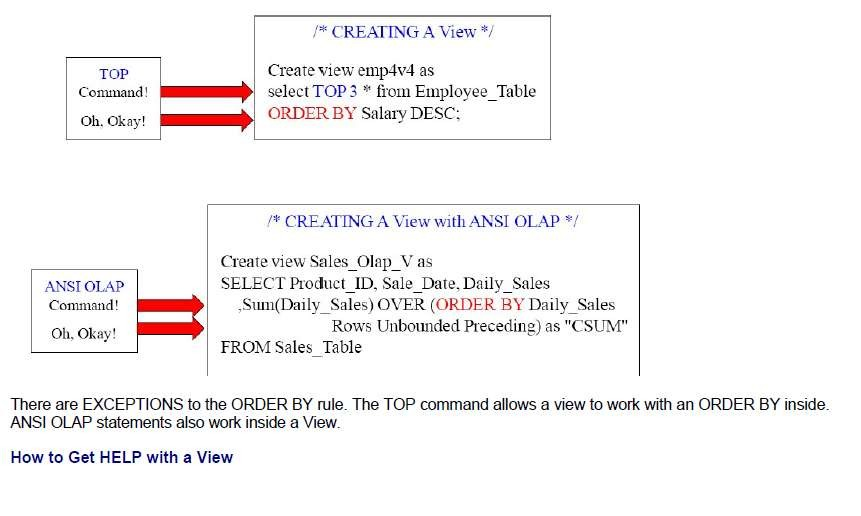 /* CREATING A View */
TOP
Command!
Oh, Okay!
Create view emp4v4 as
select TOP 3 * from Employee_Table
ORDER BY Salary DESC;
/* CREATING A View with ANSI OLAP */
ANSI OLAP
Command!
Oh, Okay!
Create view Sales_Olap_V as
SELECT Product_ID, Sale_Date, Daily_Sales
,Sum(Daily_Sales) OVER (ORDER BY Daily_Sales
Rows Unbounded Preceding) as "CSUM"
FROM Sales_Table
There are EXCEPTIONS to the ORDER BY rule. The TOP command allows a view to work with an ORDER BY inside.
ANSI OLAP statements also work inside a View.
How to Get HELP with a View